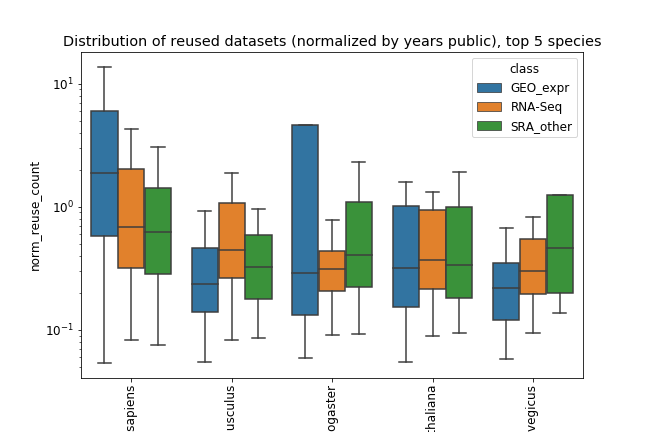 Distribution of reused datasets (normalized by years public), top 5 species
class
GEO_expr
RNA-Seq
SRA_other
norm_reuse_count
10¹
10⁰
10⁻¹
sapiens
usculus
ogaster
thaliana
vegicus